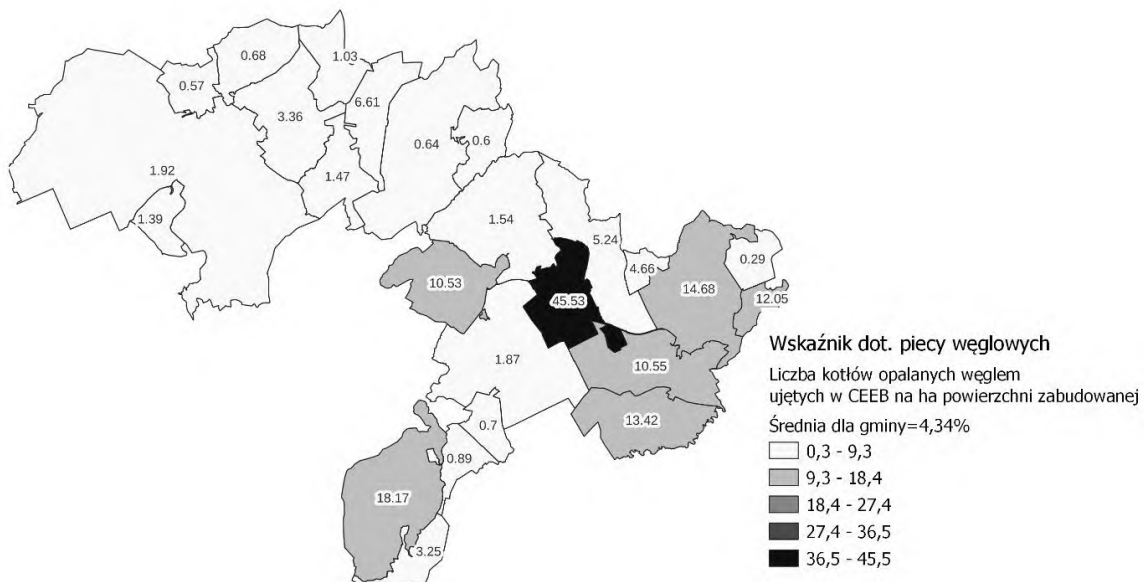 0.68
1.03
0.57
6.61
3.36
0.64
0.6
1.92
1.47
1.39
1.54
5.24
4.66
0.29
10.53
14.68
12.05
45.53
1.87
10.55
0.7
13.42
0.89
18.17
3.25
Wskaźnik dot. piecy węglowych
Liczba kotłów opalanych węglem
ujętych w CEEB na ha powierzchni zabudowanej
Średnia dla gminy=4,34%
0,3 - 9,3
9,3 - 18,4
18,4 - 27,4
27,4 - 36,5
36,5 - 45,5